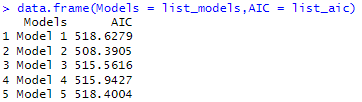 > data.frame(Models = list_models,AIC = list_aic)
Models AIC
1 Model 1 518.6279
2 Model 2 508.3905
3 Model 3 515.5616
4 Model 4 515.9427
5 Model 5 518.4004